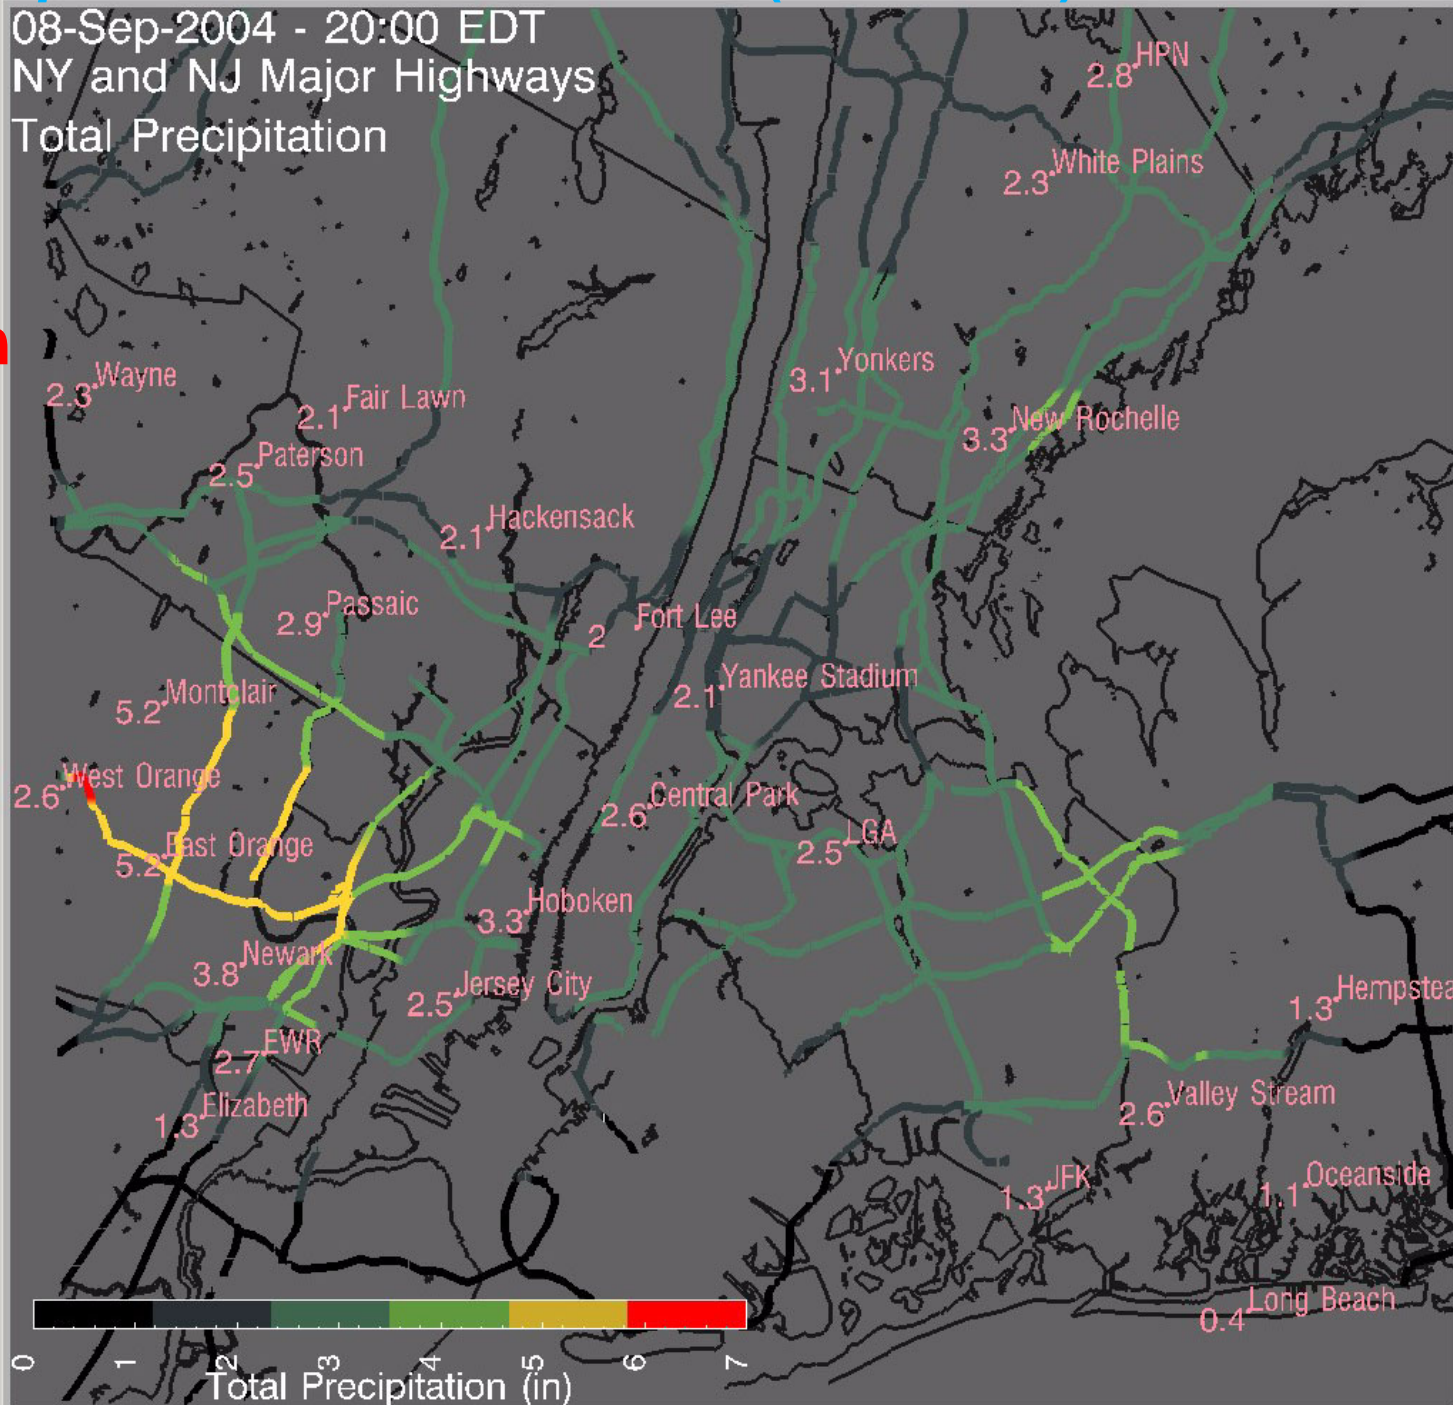 08-Sep-2004 - 20:00 EDT
NY and NJ Major Highways
Total Precipitation
HPN
2.8
White Plains
2.3
Wayne
2.3
Yonkers
3.1
Fair Lawn
2.1
New Rochelle
3.3
Paterson
2.5
Hackensack
2.1
Passaic
2.9
Fort Lee
2
Yankee Stadium
2.1
Montclair
5.2
West Orange
2.6
Central Park
2.6
LGA
2.5
East Orange
5.2
Hoboken
3.3
Newark
3.8
Jersey City
2.5
Hempstea
1.3
EWR
2.7
Valley Stream
2.6
Elizabeth
1.3
JFK
1.3
Oceanside
1.1
Long Beach
0.4
0 1 2 3 4 5 6 7
Total Precipitation (in)